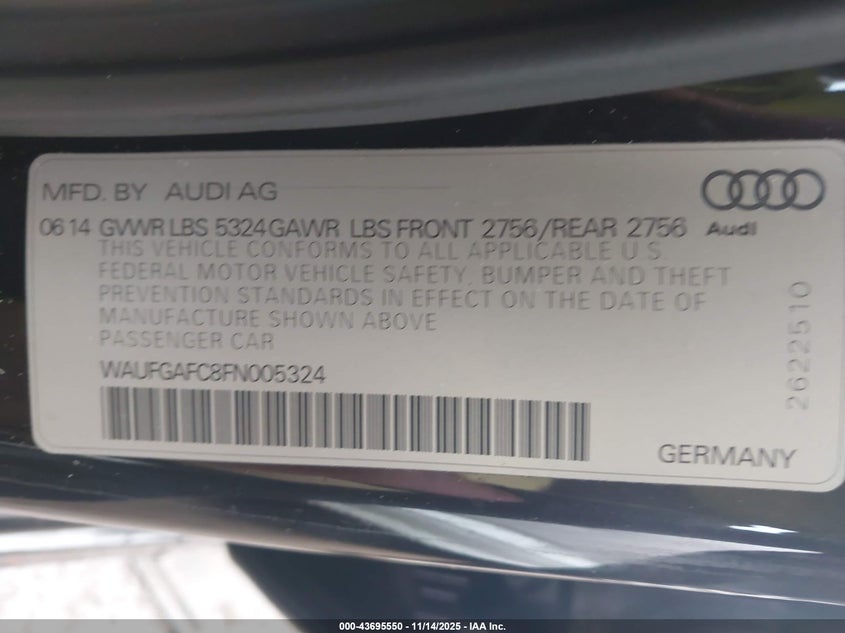 MFD. BY AUDI AG
0614 GVWR LBS 5324 GAWR LBS FRONT 2756/REAR 2756
Audi
THIS VEHICLE CONFORMS TO ALL APPLICABLE U.S.
FEDERAL MOTOR VEHICLE SAFETY, BUMPER AND THEFT
PREVENTION STANDARDS IN EFFECT ON THE DATE OF
MANUFACTURE SHOWN ABOVE
PASSENGER CAR
WAUFGAFC8FN005324
2622510
GERMANY
000-43695550 - 11/14/2025 - IAA Inc.